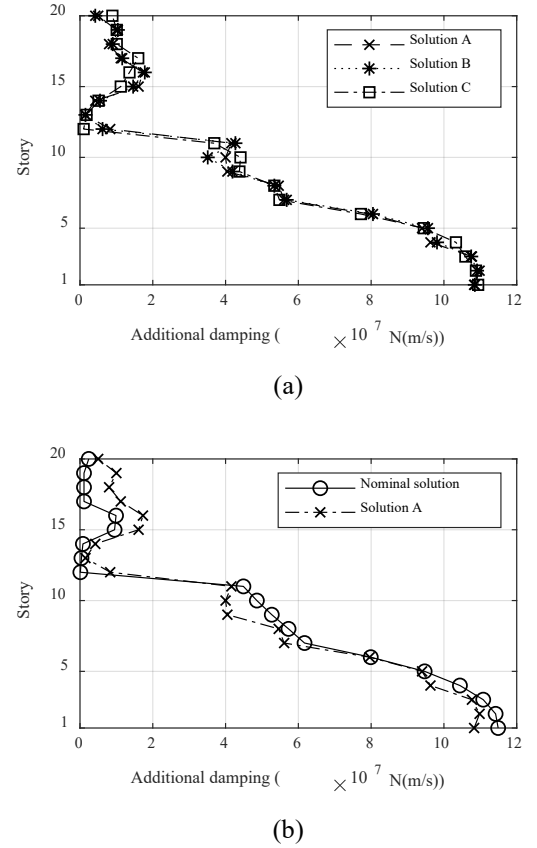 20
15
10
5
1
Story
Solution A
Solution B
Solution C
0 2 4 6 8 10 12
Additional damping ( × 10 7 N(m/s))
(a)
20
15
10
5
1
Story
Nominal solution
Solution A
0 2 4 6 8 10 12
Additional damping ( × 10 7 N(m/s))
(b)